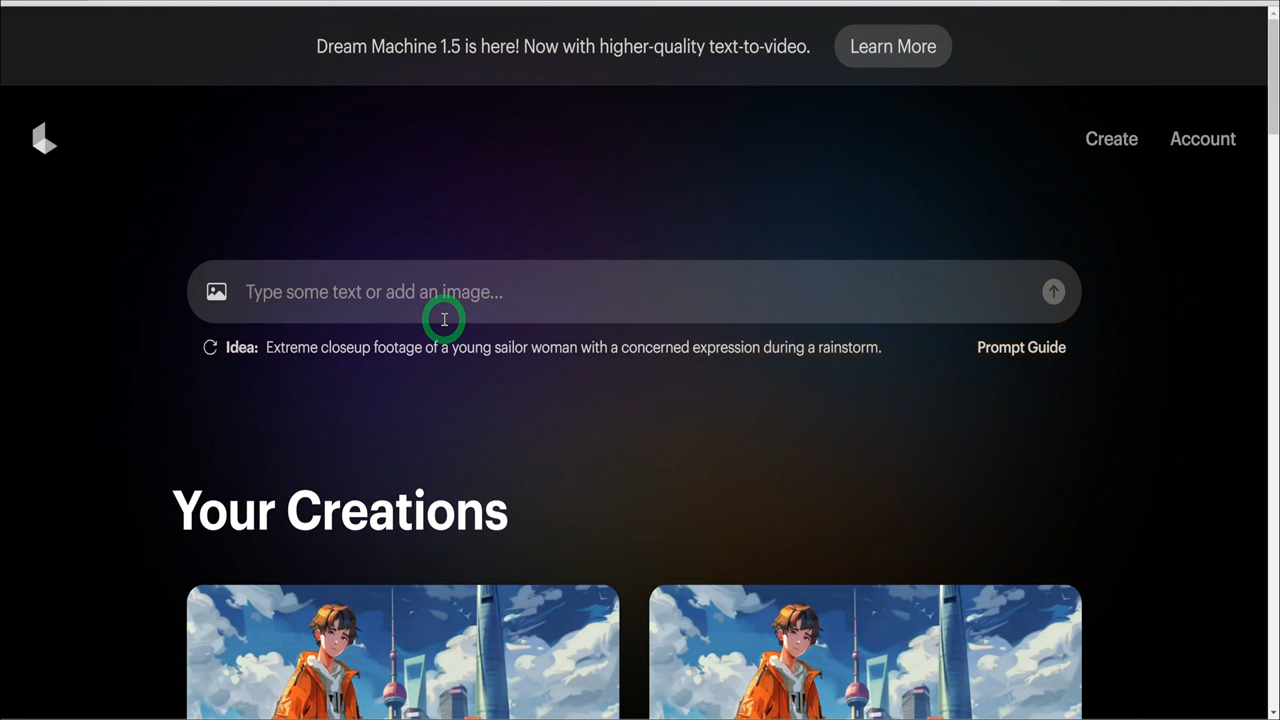 Dream Machine 1.5 is here! Now with higher-quality text-to-video. Learn More
Create Account
Type some text or add an image...
Idea: Extreme closeup footage of a young sailor woman with a concerned expression during a rainstorm. Prompt Guide
Your Creations